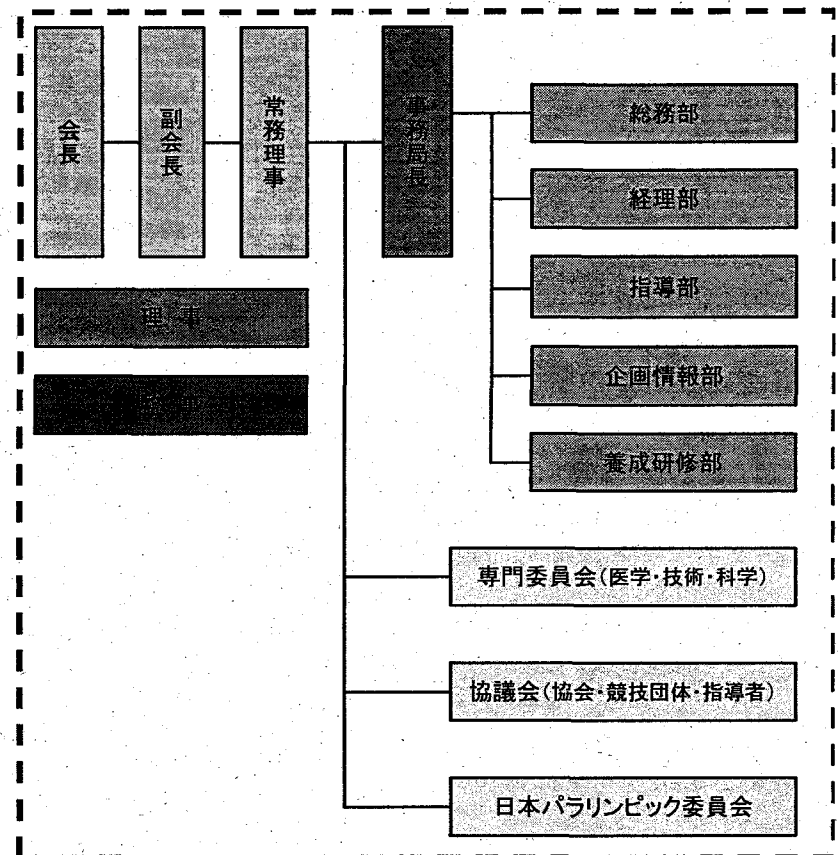 会長
副会長
常務理事
事務局長
総務部
経理部
指導部
企画情報部
養成研修部
理事
専門委員会(医学・技術・科学)
協議会(協会・競技団体・指導者)
日本パラリンピック委員会